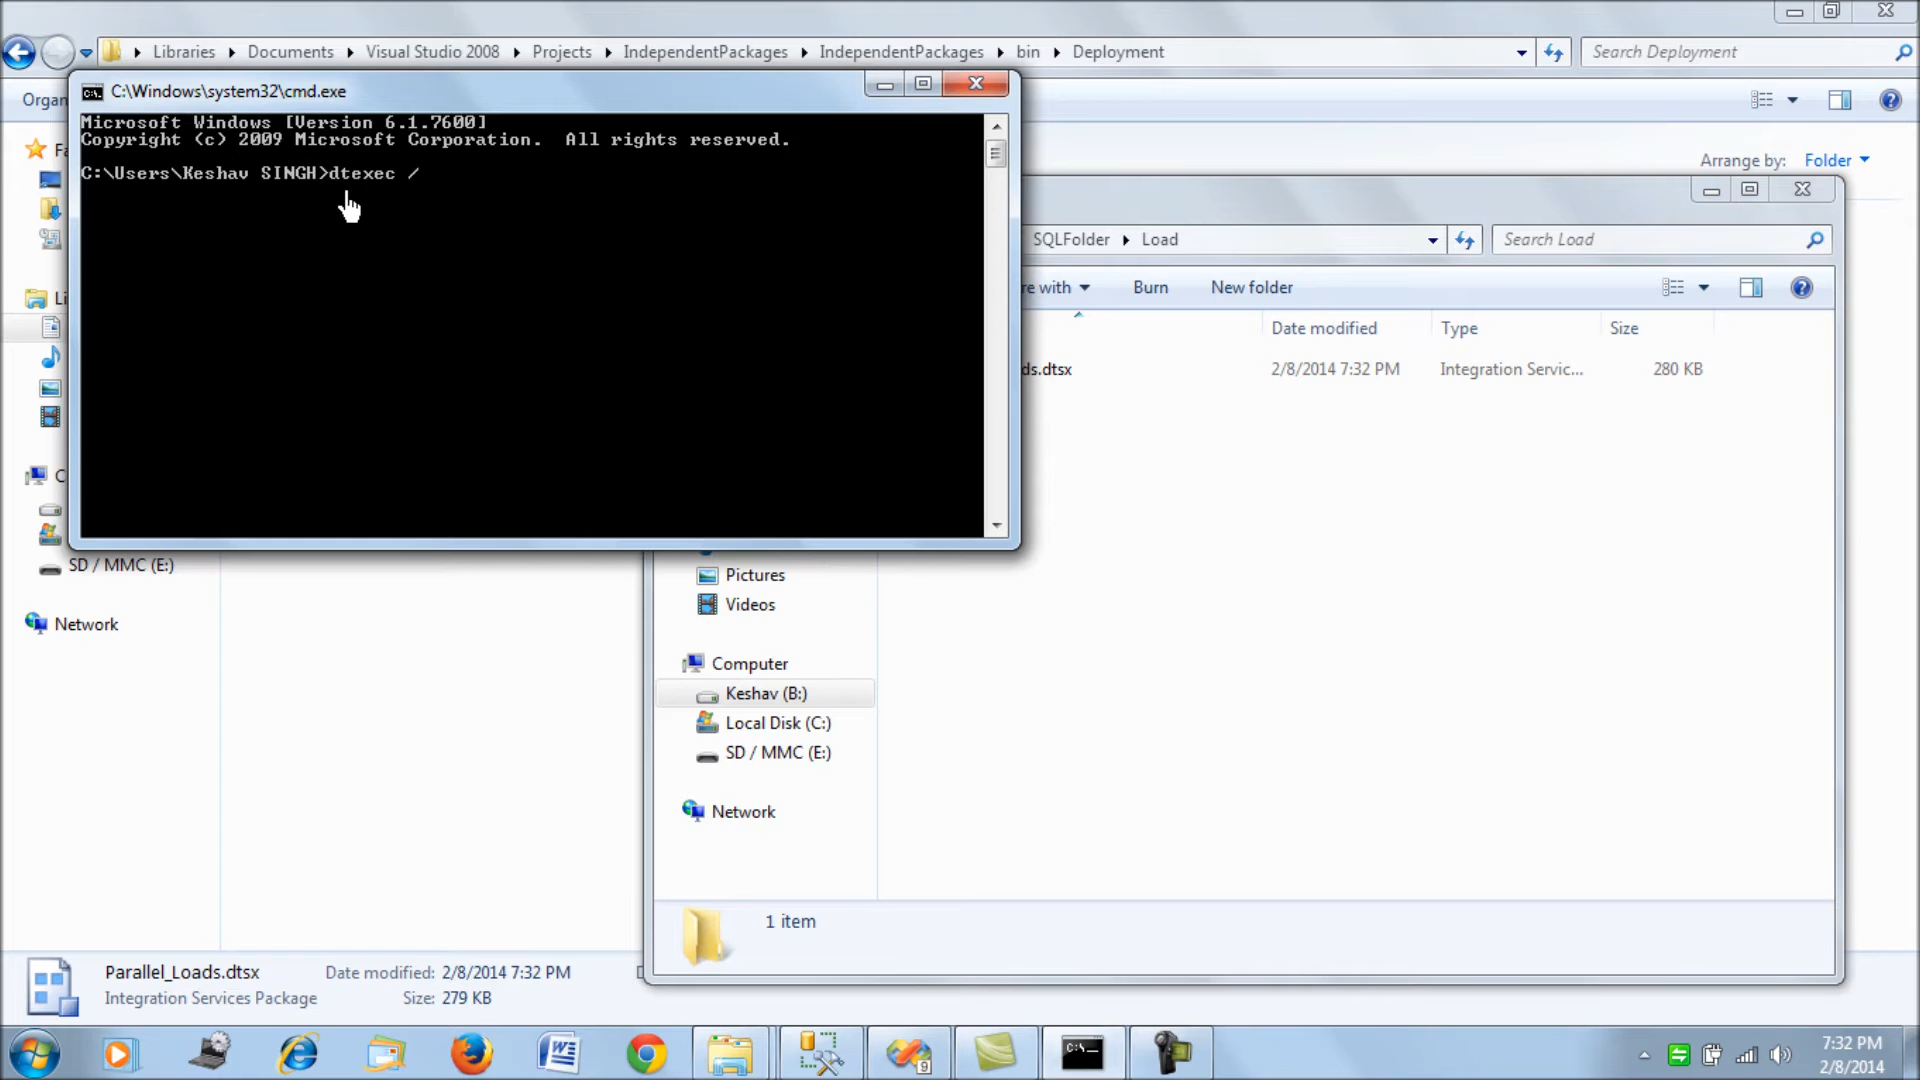 Libraries Documents Visual Studio 2008 Projects IndependentPackages IndependentPackages bin Deployment
Search Deployment
C:\Windows\system32\cmd.exe
Microsoft Windows [Version 6.1.7600]
Copyright (c) 2009 Microsoft Corporation. All rights reserved.
C:\Users\Keshav SINGH>dtexec /
Organ
Arrange by: Folder
Fa
Li
C
SD / MMC (E:)
Network
SQLFolder Load
Search Load
re with Burn New folder
Date modified Type Size
ds.dtsx 2/8/2014 7:32 PM Integration Servic... 280 KB
Pictures
Videos
Computer
Keshav (B:)
Local Disk (C:)
SD / MMC (E:)
Network
1 item
Parallel_Loads.dtsx Date modified: 2/8/2014 7:32 PM
Integration Services Package Size: 279 KB
7:32 PM
2/8/2014